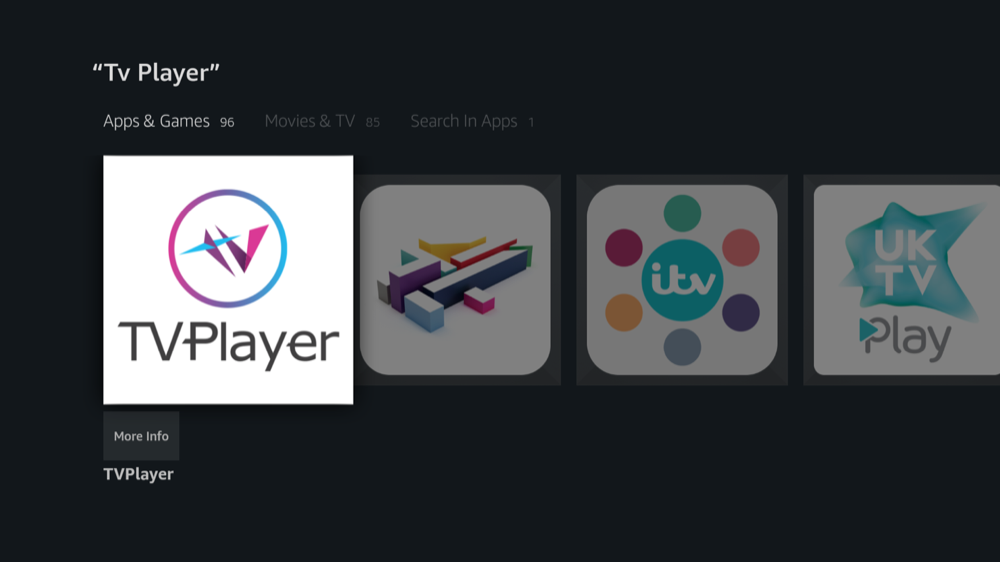 “Tv Player”
Apps & Games 96 Movies & TV 85 Search In Apps 1
TVPlayer
itv
UK
TV
Play
More Info
TVPlayer